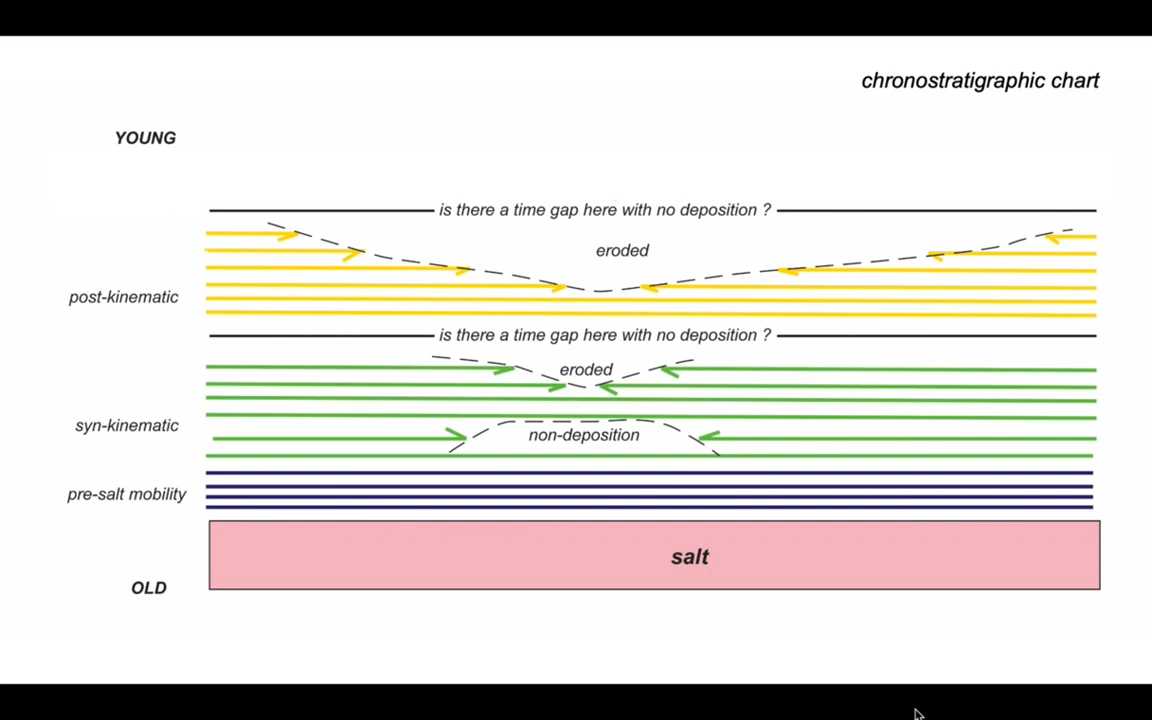 chronostratigraphic chart
YOUNG
is there a time gap here with no deposition ?
eroded
post-kinematic
is there a time gap here with no deposition ?
eroded
syn-kinematic
non-deposition
pre-salt mobility
salt
OLD